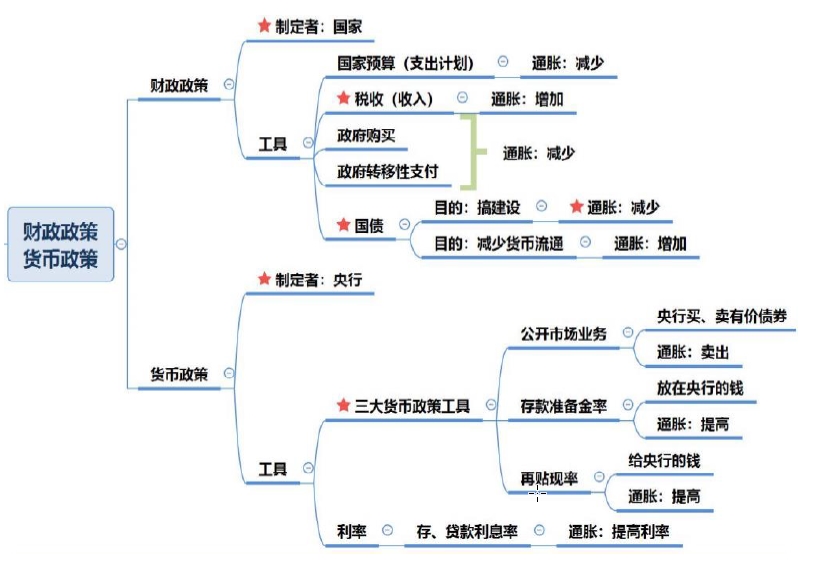 财政政策
货币政策
财政政策
制定者：国家
工具
国家预算（支出计划）
通胀：减少
税收（收入）
通胀：增加
政府购买
政府转移性支付
通胀：减少
国债
目的：搞建设
通胀：减少
目的：减少货币流通
通胀：增加
货币政策
制定者：央行
工具
三大货币政策工具
公开市场业务
央行买、卖有价债券
通胀：卖出
存款准备金率
放在央行的钱
通胀：提高
再贴现率
给央行的钱
通胀：提高
利率
存、贷款利息率
通胀：提高利率